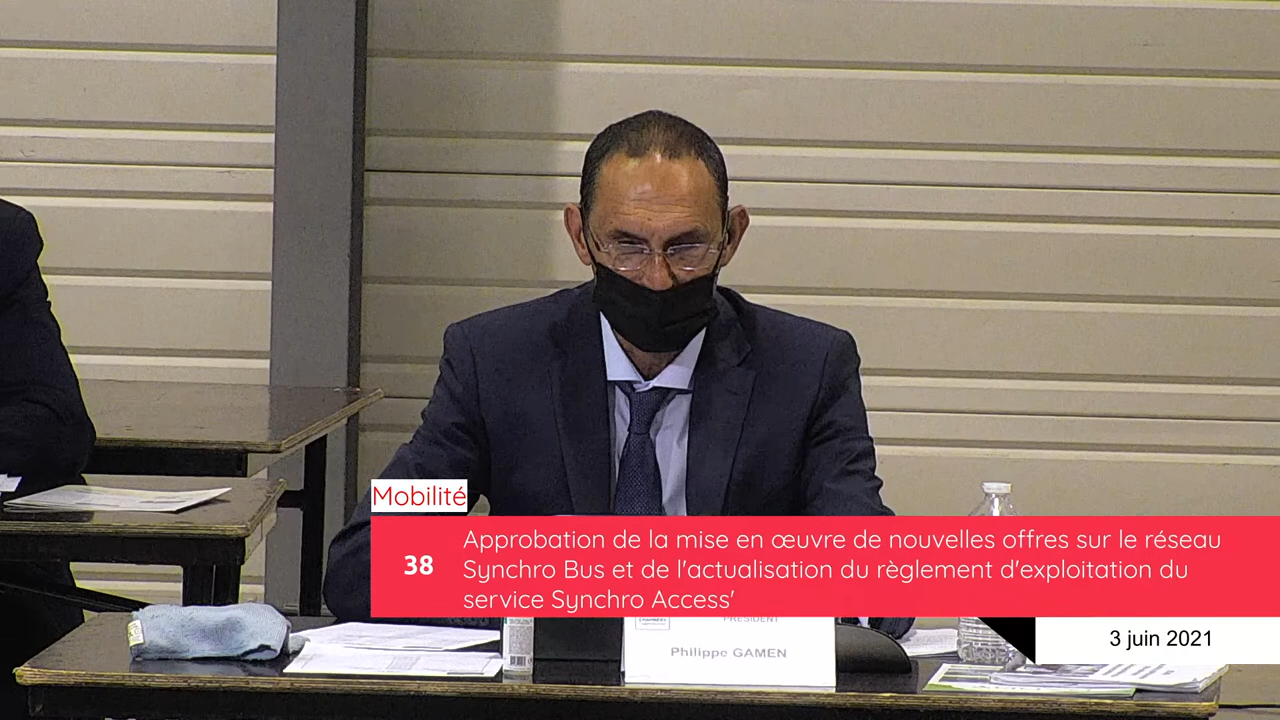 Mobilité
38
Approbation de la mise en œuvre de nouvelles offres sur le réseau
Synchro Bus et de l'actualisation du règlement d'exploitation du
service Synchro Access'
PRÉSIDENT
Philippe GAMEN
3 juin 2021